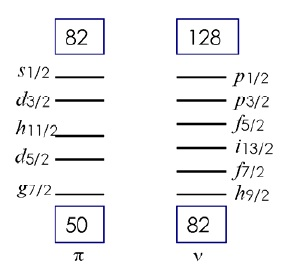 82 128
s1/2 p1/2
d3/2 p3/2
h11/2 f5/2
i13/2
d5/2 f7/2
g7/2 h9/2
50 82
π ν